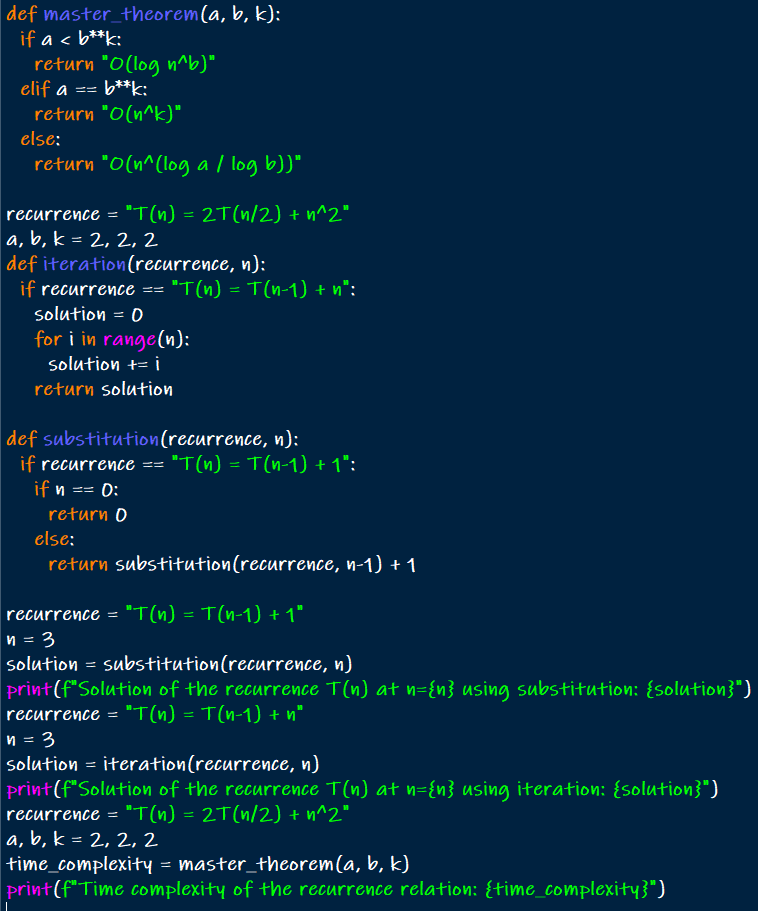 def master_theorem(a, b, k):
  if a < b**k:
    return "O(log n^b)"
  elif a == b**k:
    return "O(n^k)"
  else:
    return "O(n^(log a / log b))"

recurrence = "T(n) = 2T(n/2) + n^2"
a, b, k = 2, 2, 2
def iteration(recurrence, n):
  if recurrence == "T(n) = T(n-1) + n":
    solution = 0
    for i in range(n):
      solution += i
    return solution

def substitution(recurrence, n):
  if recurrence == "T(n) = T(n-1) + 1":
    if n == 0:
      return 0
    else:
      return substitution(recurrence, n-1) + 1

recurrence = "T(n) = T(n-1) + 1"
n = 3
solution = substitution(recurrence, n)
print(f"Solution of the recurrence T(n) at n={n} using substitution: {solution}")
recurrence = "T(n) = T(n-1) + n"
n = 3
solution = iteration(recurrence, n)
print(f"Solution of the recurrence T(n) at n={n} using iteration: {solution}")
recurrence = "T(n) = 2T(n/2) + n^2"
a, b, k = 2, 2, 2
time_complexity = master_theorem(a, b, k)
print(f"Time complexity of the recurrence relation: {time_complexity}")